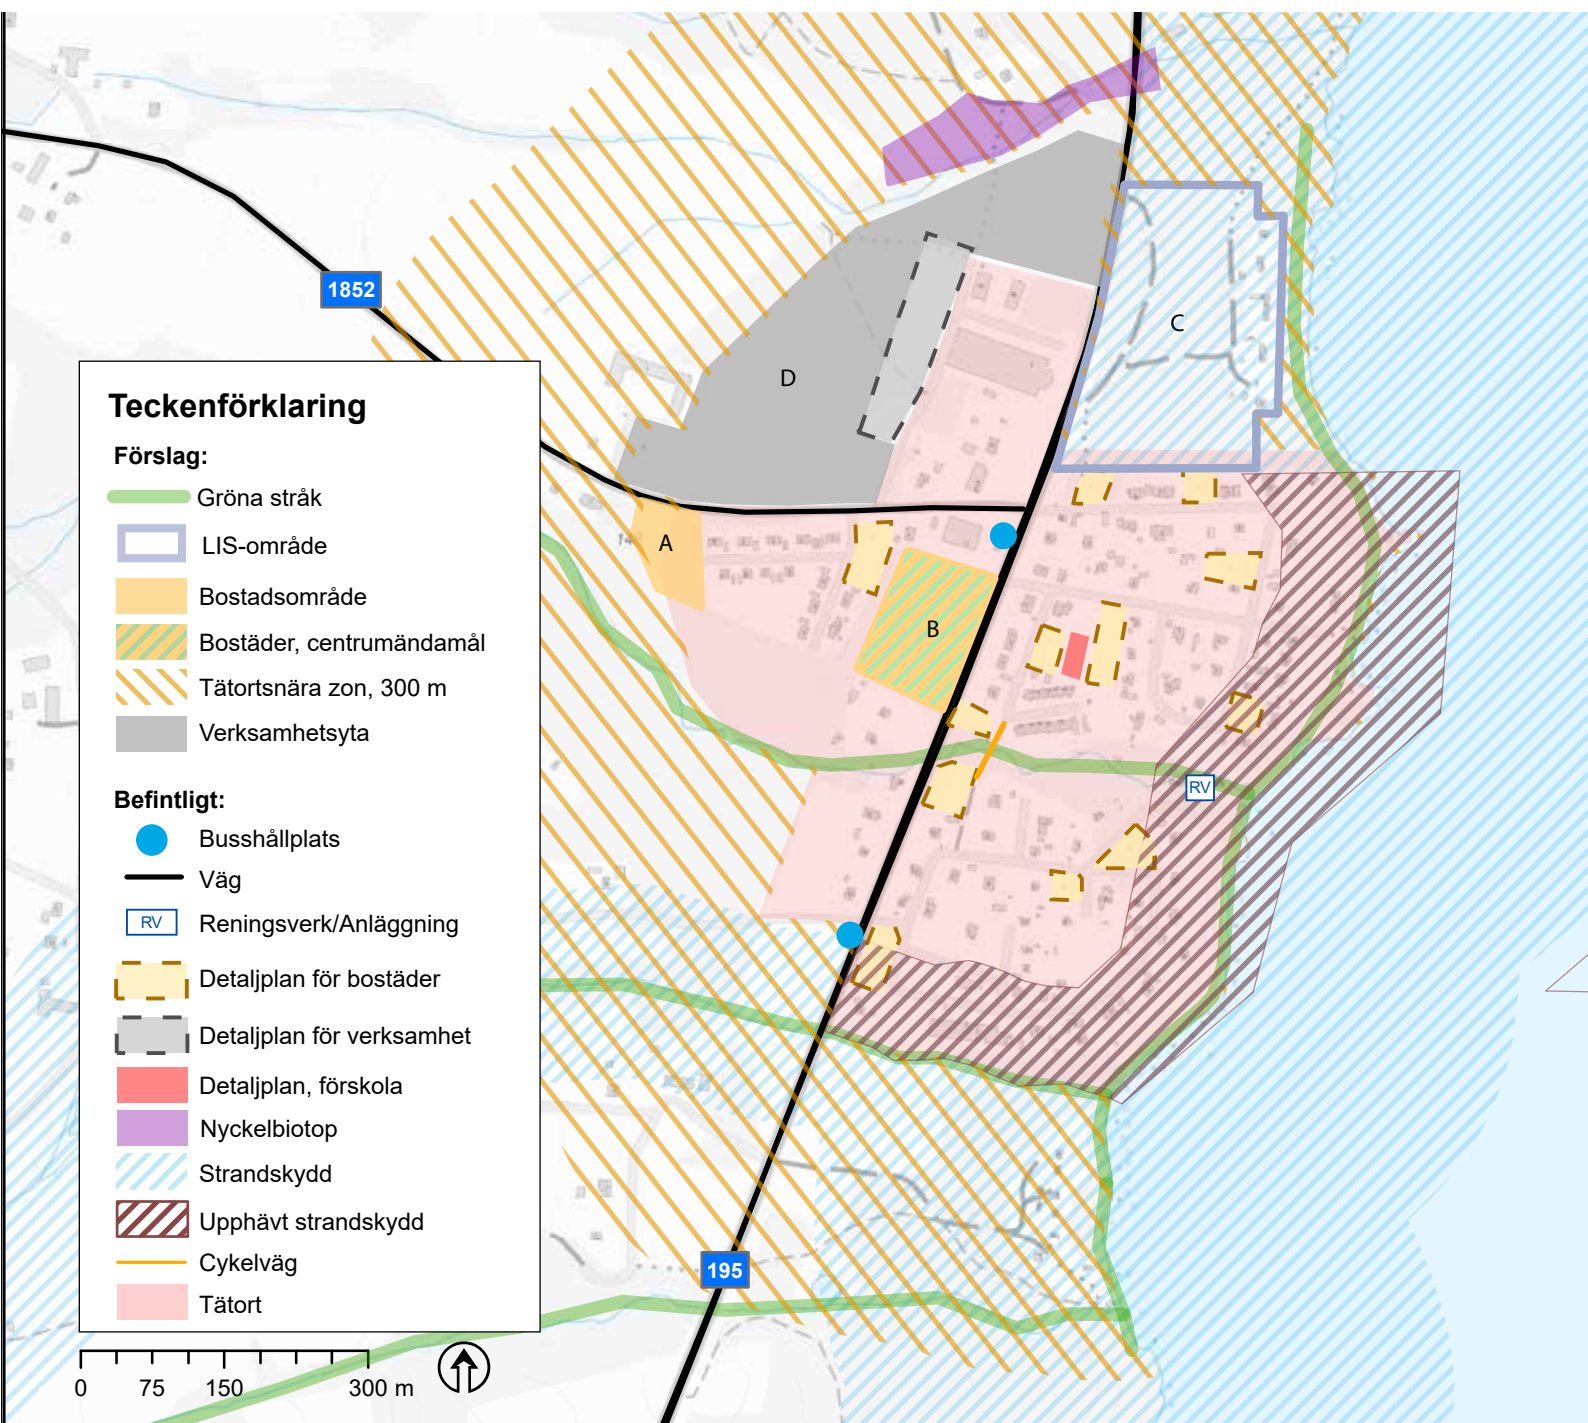 1852
C
D
A
14
B
RV
195
Teckenförklaring
Förslag:
Gröna stråk
LIS-område
Bostadsområde
Bostäder, centrumändamål
Tätortsnära zon, 300 m
Verksamhetsyta
Befintligt:
Busshållplats
Väg
RV Reningsverk/Anläggning
Detaljplan för bostäder
Detaljplan för verksamhet
Detaljplan, förskola
Nyckelbiotop
Strandskydd
Upphävt strandskydd
Cykelväg
Tätort
0 75 150 300 m